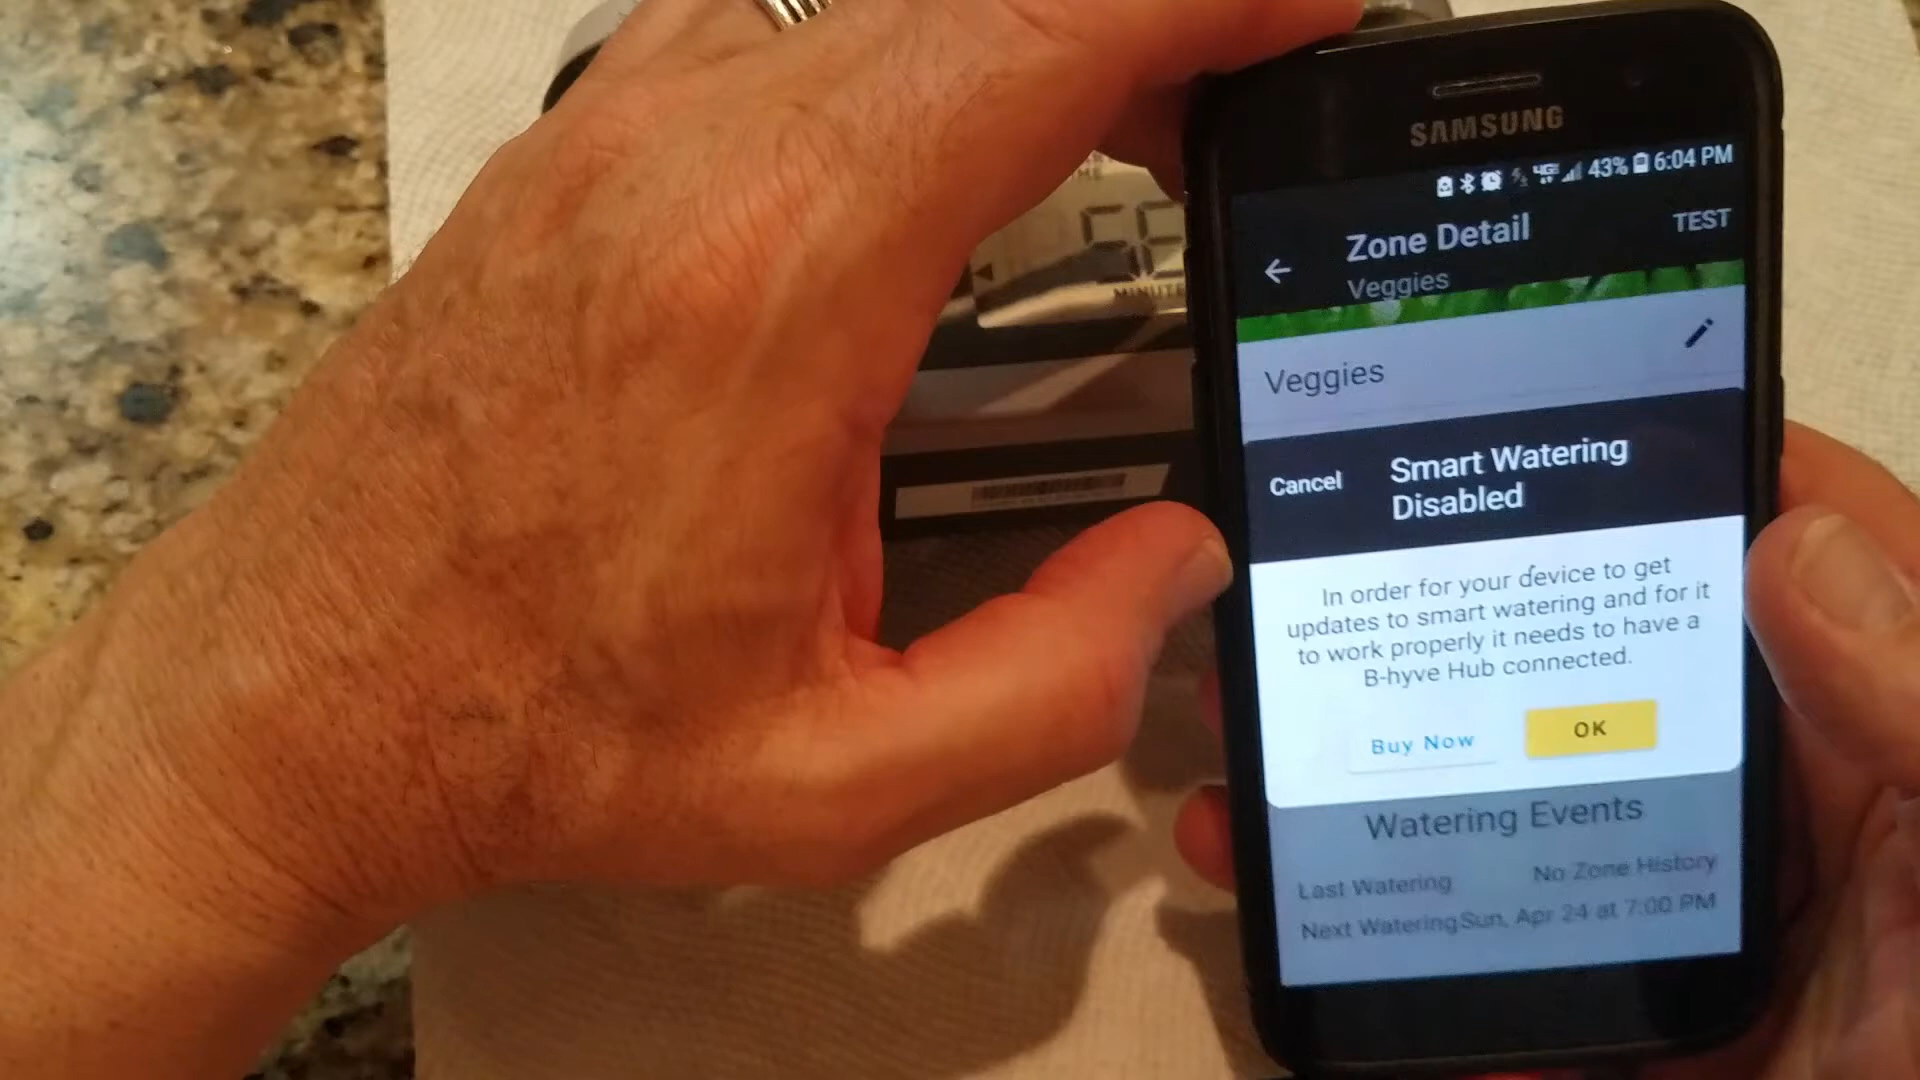 SAMSUNG
4G 43% 6:04 PM
Zone Detail
TEST
Veggies
Veggies
Cancel
Smart Watering
Disabled
In order for your device to get
updates to smart watering and for it
to work properly it needs to have a
B-hyve Hub connected.
Buy Now
OK
Watering Events
Last Watering
No Zone History
Next Watering Sun, Apr 24 at 7:00 PM